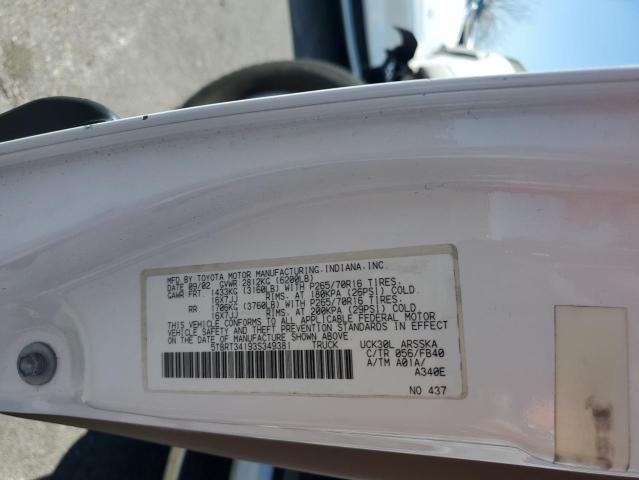 MFD BY TOYOTA MOTOR MANUFACTURING,INDIANA,INC
DATE 09/02 GVWR 2812KG (6200LB)
GAWR FRT 1433KG (3160LB) WITH P265/70R16 TIRES,
16X7JJ RIMS, AT 180KPA (26PSI) COLD.
RR 1706KG (3760LB) WITH P265/70R16 TIRES,
16X7JJ RIMS, AT 200KPA (29PSI) COLD.
THIS VEHICLE CONFORMS TO ALL APPLICABLE FEDERAL MOTOR
VEHICLE SAFETY AND THEFT PREVENTION STANDARDS IN EFFECT
ON THE DATE OF MANUFACTURE SHOWN ABOVE.
5TBRT34193S349381 TRUCK UCK30L ARSSKA
C/TR 056/FB40
A/TM A01A/
A340E
NO 437